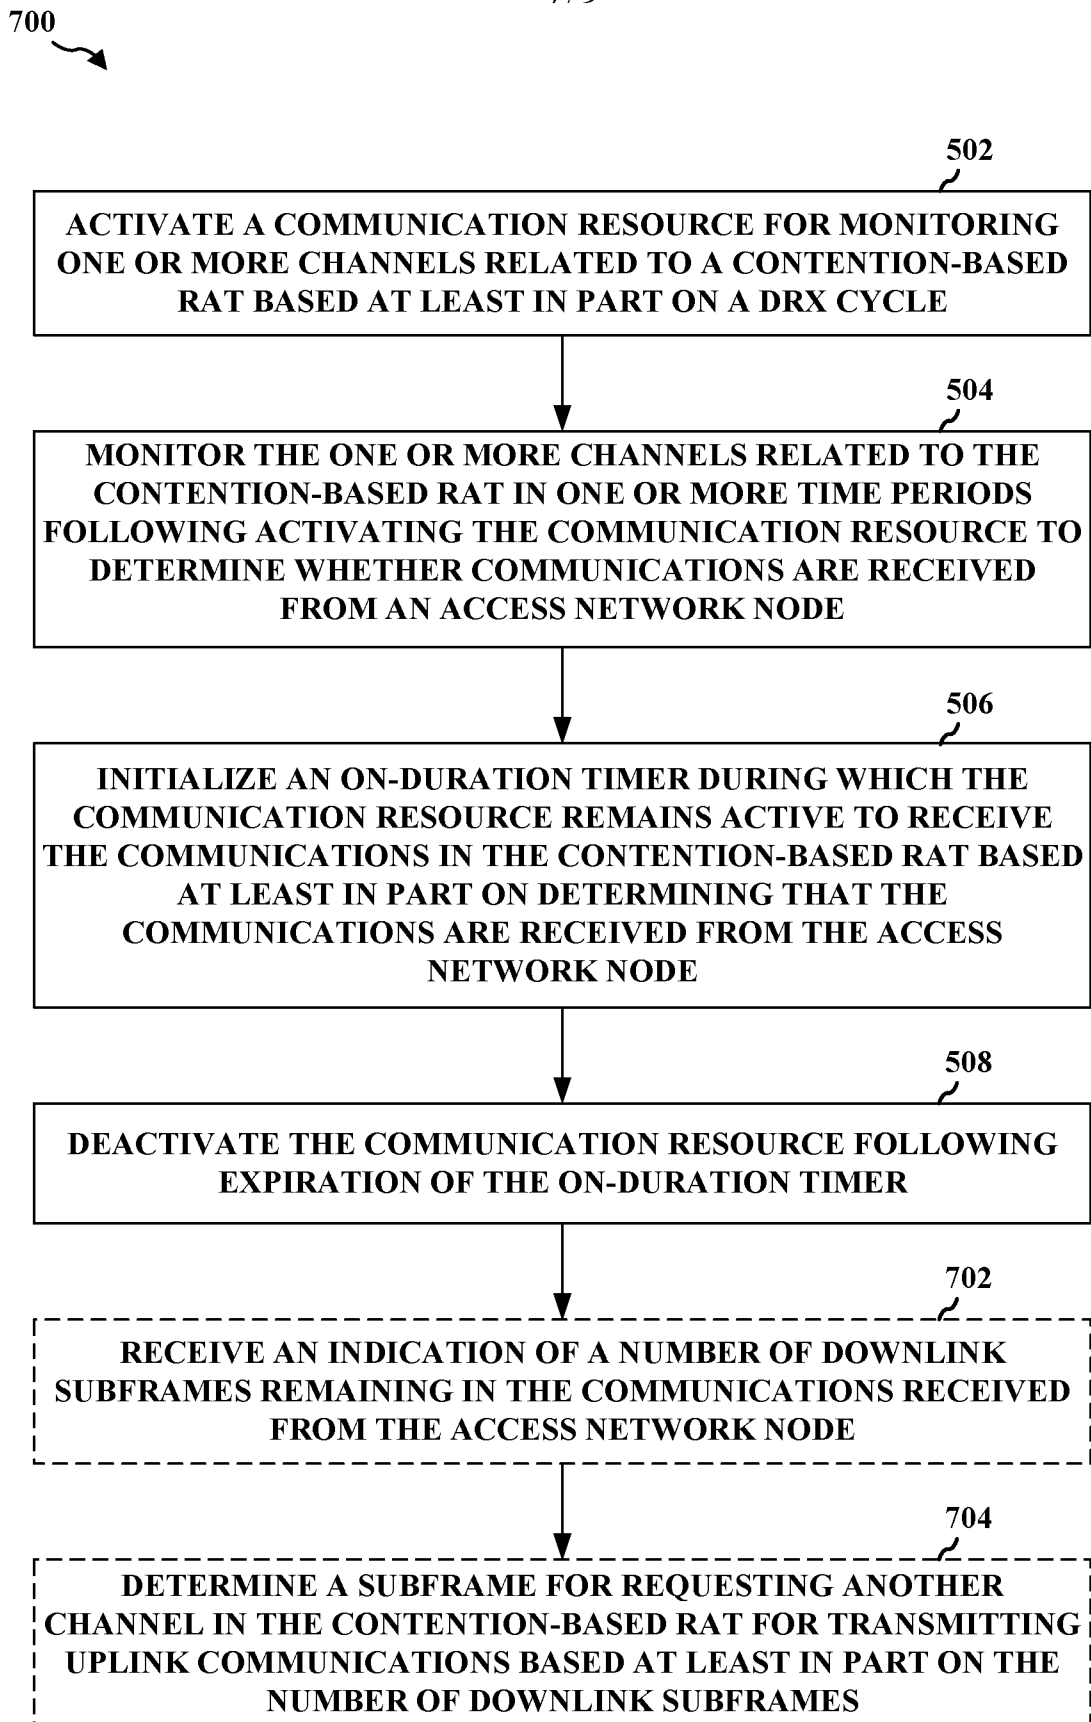 700
502
ACTIVATE A COMMUNICATION RESOURCE FOR MONITORING
ONE OR MORE CHANNELS RELATED TO A CONTENTION-BASED
RAT BASED AT LEAST IN PART ON A DRX CYCLE
504
MONITOR THE ONE OR MORE CHANNELS RELATED TO THE
CONTENTION-BASED RAT IN ONE OR MORE TIME PERIODS
FOLLOWING ACTIVATING THE COMMUNICATION RESOURCE TO
DETERMINE WHETHER COMMUNICATIONS ARE RECEIVED
FROM AN ACCESS NETWORK NODE
506
INITIALIZE AN ON-DURATION TIMER DURING WHICH THE
COMMUNICATION RESOURCE REMAINS ACTIVE TO RECEIVE
THE COMMUNICATIONS IN THE CONTENTION-BASED RAT BASED
AT LEAST IN PART ON DETERMINING THAT THE
COMMUNICATIONS ARE RECEIVED FROM THE ACCESS
NETWORK NODE
508
DEACTIVATE THE COMMUNICATION RESOURCE FOLLOWING
EXPIRATION OF THE ON-DURATION TIMER
702
RECEIVE AN INDICATION OF A NUMBER OF DOWNLINK
SUBFRAMES REMAINING IN THE COMMUNICATIONS RECEIVED
FROM THE ACCESS NETWORK NODE
704
DETERMINE A SUBFRAME FOR REQUESTING ANOTHER
CHANNEL IN THE CONTENTION-BASED RAT FOR TRANSMITTING
UPLINK COMMUNICATIONS BASED AT LEAST IN PART ON THE
NUMBER OF DOWNLINK SUBFRAMES